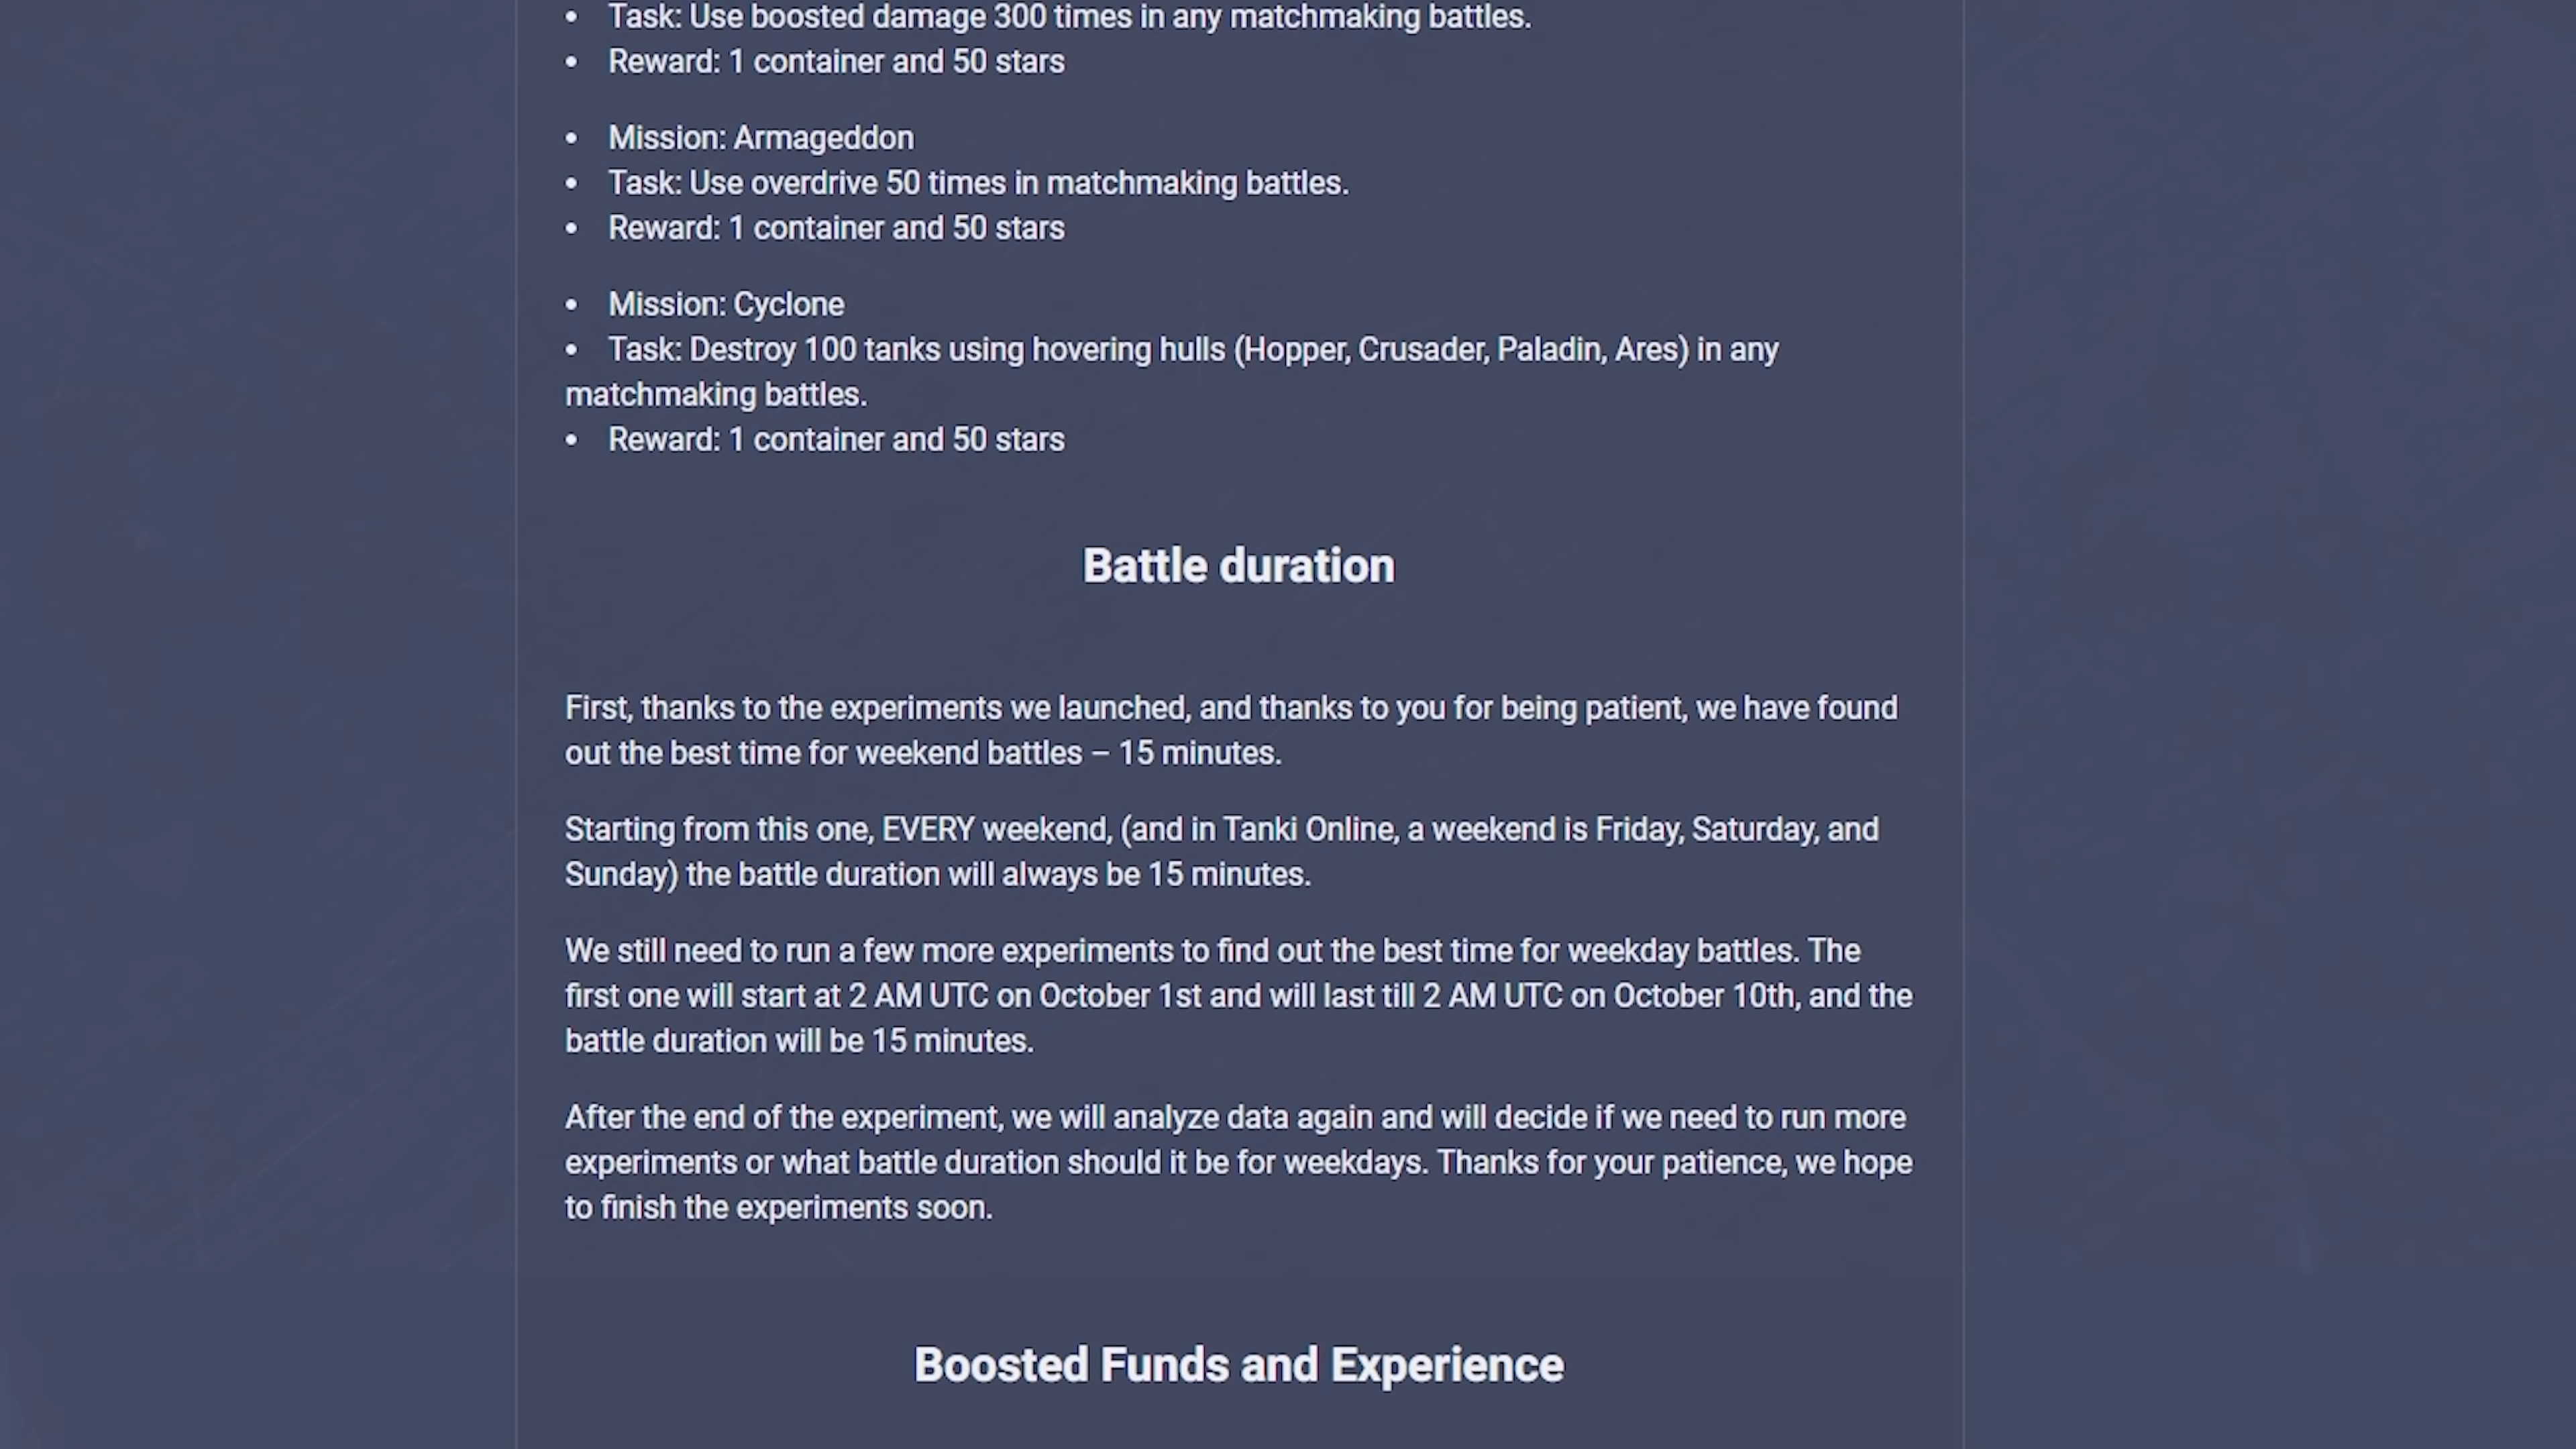 • Task: Use boosted damage 300 times in any matchmaking battles.
• Reward: 1 container and 50 stars
• Mission: Armageddon
• Task: Use overdrive 50 times in matchmaking battles.
• Reward: 1 container and 50 stars
• Mission: Cyclone
• Task: Destroy 100 tanks using hovering hulls (Hopper, Crusader, Paladin, Ares) in any
matchmaking battles.
• Reward: 1 container and 50 stars
Battle duration
First, thanks to the experiments we launched, and thanks to you for being patient, we have found
out the best time for weekend battles – 15 minutes.
Starting from this one, EVERY weekend, (and in Tanki Online, a weekend is Friday, Saturday, and
Sunday) the battle duration will always be 15 minutes.
We still need to run a few more experiments to find out the best time for weekday battles. The
first one will start at 2 AM UTC on October 1st and will last till 2 AM UTC on October 10th, and the
battle duration will be 15 minutes.
After the end of the experiment, we will analyze data again and will decide if we need to run more
experiments or what battle duration should it be for weekdays. Thanks for your patience, we hope
to finish the experiments soon.
Boosted Funds and Experience